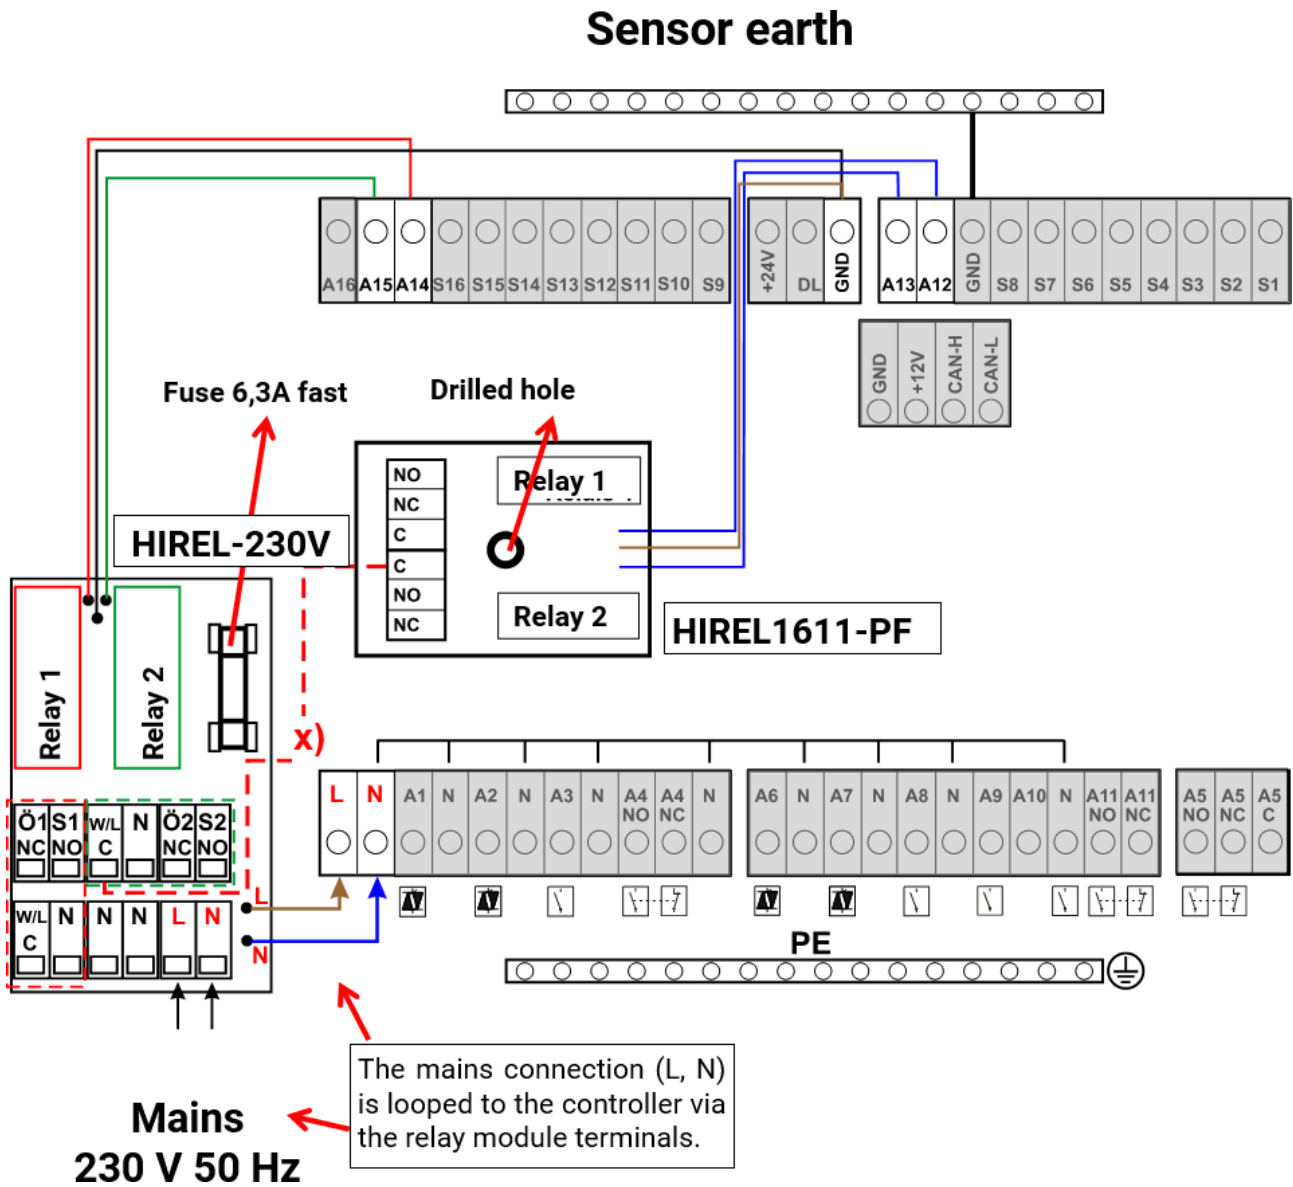 Sensor earth
A16 A15 A14 S16 S15 S14 S13 S12 S11 S10 S9
+24V DL GND
A13 A12 GND S8 S7 S6 S5 S4 S3 S2 S1
GND +12V CAN-H CAN-L
Fuse 6,3A fast
Drilled hole
HIREL-230V
NO
NC
C
C
NO
NC
Relay 1
Relay 2
HIREL1611-PF
Relay 1
Relay 2
x)
L N A1 N A2 N A3 N A4 NO A4 NC N
A6 N A7 N A8 N A9 A10 N A11 NO A11 NC
A5 NO A5 NC A5 C
Ö1 S1 W/L N Ö2 S2
NC NO C NC NO
L
W/L N N N L N
C
N
PE
The mains connection (L, N)
is looped to the controller via
the relay module terminals.
Mains
230 V 50 Hz